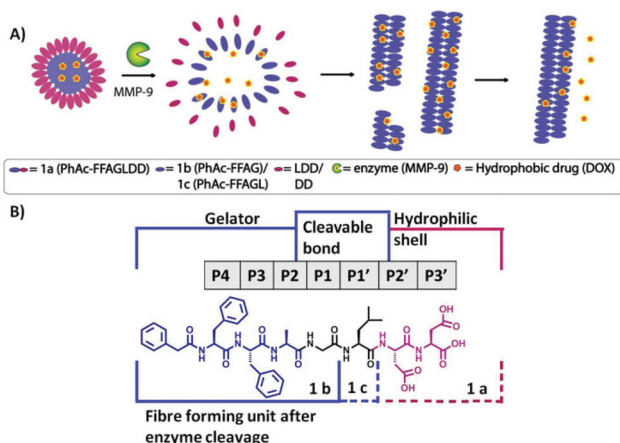 A)
MMP-9
= 1a (PhAc-FFAGLDD)
= 1b (PhAc-FFAG)/
1c (PhAc-FFAGL)
= LDD/
DD
= enzyme (MMP-9)
= Hydrophobic drug (DOX)
B)
Gelator
Cleavable
bond
Hydrophilic
shell
P4 P3 P2 P1 P1’ P2’ P3’
O H N O H N O H N O OH
N H O N H O N H O N H O OH
O OH
1 b
1 c
1 a
Fibre forming unit after
enzyme cleavage